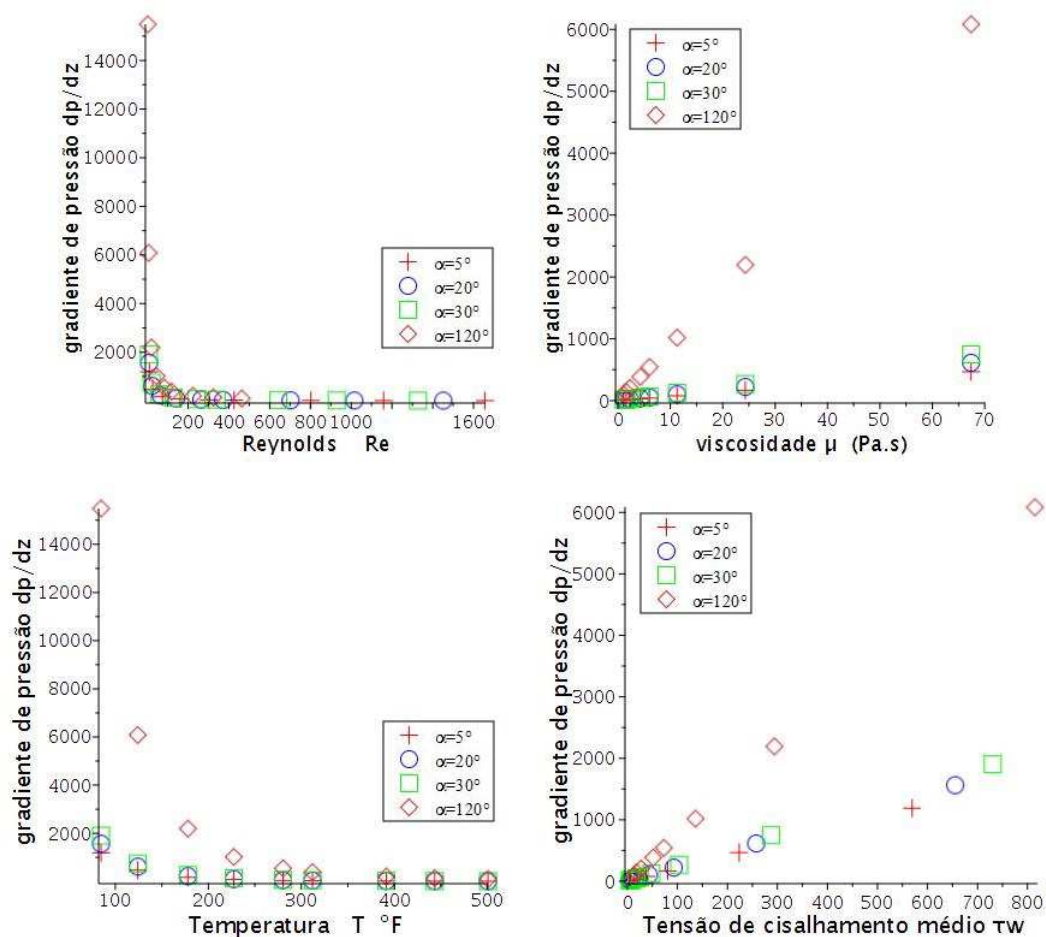 gradiente de pressão dp/dz
14000
12000
10000
8000
6000
4000
2000
200 400 600 800 1000 1600
Reynolds Re
α=5°
α=20°
α=30°
α=120°
gradiente de pressão dp/dz
6000
5000
4000
3000
2000
1000
0
0 10 20 30 40 50 60 70
viscosidade μ (Pa.s)
α=5°
α=20°
α=30°
α=120°
gradiente de pressão dp/dz
14000
12000
10000
8000
6000
4000
2000
100 200 300 400 500
Temperatura T °F
α=5°
α=20°
α=30°
α=120°
gradiente de pressão dp/dz
6000
5000
4000
3000
2000
1000
0
0 100 200 300 400 500 600 700 800
Tensão de cisalhamento médio τw
α=5°
α=20°
α=30°
α=120°